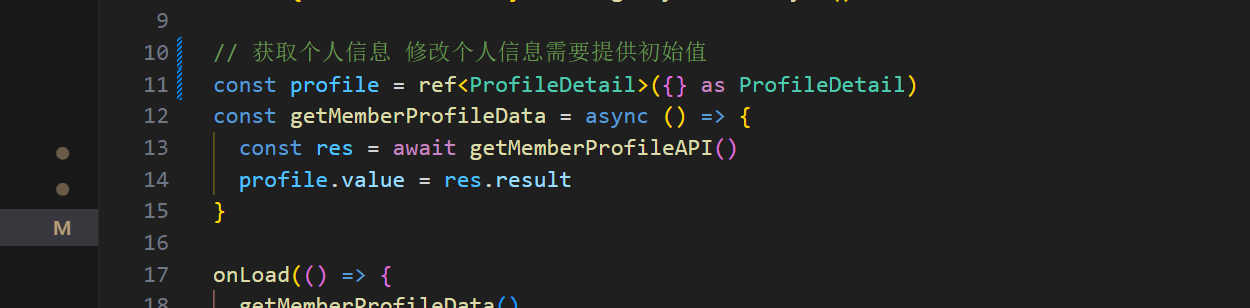 9
10 // 获取个人信息 修改个人信息需要提供初始值
11 const profile = ref<ProfileDetail>({} as ProfileDetail)
12 const getMemberProfileData = async () => {
13   const res = await getMemberProfileAPI()
14   profile.value = res.result
M 15 }
16
17 onLoad(() => {
18   getMemberProfileData()